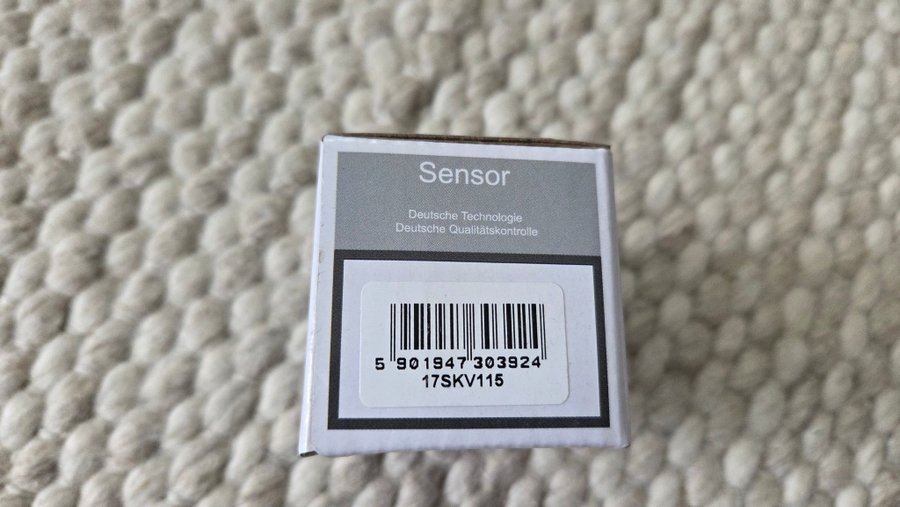 Sensor
Deutsche Technologie
Deutsche Qualitätskontrolle
5 901947 303924
17SKV115